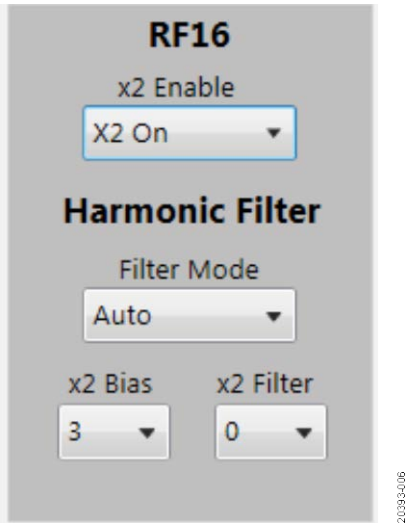 RF16
x2 Enable
X2 On
Harmonic Filter
Filter Mode
Auto
x2 Bias x2 Filter
3 0
20393-006